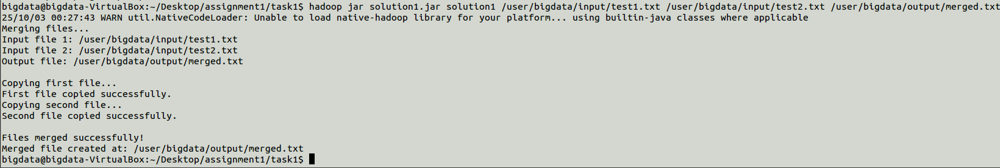 bigdata@bigdata-VirtualBox:~/Desktop/assignment1/task1$ hadoop jar solution1.jar solution1 /user/bigdata/input/test1.txt /user/bigdata/input/test2.txt /user/bigdata/output/merged.txt
25/10/03 00:27:43 WARN util.NativeCodeLoader: Unable to load native-hadoop library for your platform... using builtin-java classes where applicable
Merging files...
Input file 1: /user/bigdata/input/test1.txt
Input file 2: /user/bigdata/input/test2.txt
Output file: /user/bigdata/output/merged.txt

Copying first file...
First file copied successfully.
Copying second file...
Second file copied successfully.

Files merged successfully!
Merged file created at: /user/bigdata/output/merged.txt
bigdata@bigdata-VirtualBox:~/Desktop/assignment1/task1$